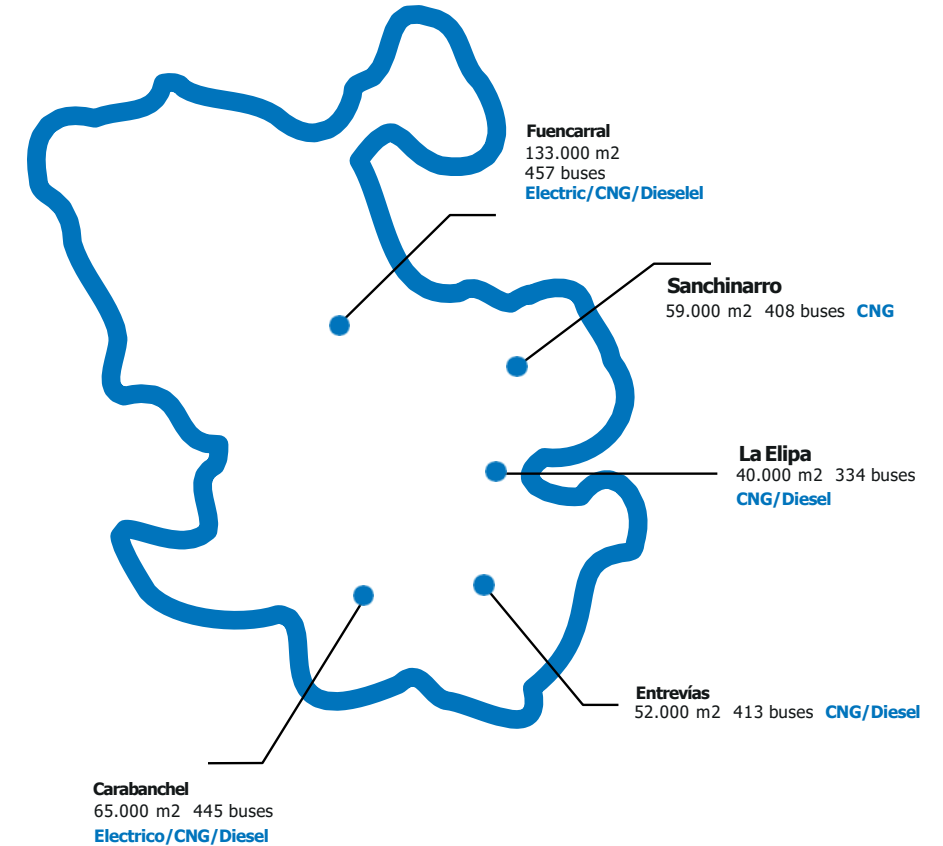 Fuencarral
133.000 m2
457 buses
Electric/CNG/Dieselel
Sanchinarro
59.000 m2 408 buses CNG
La Elipa
40.000 m2 334 buses
CNG/Diesel
Entrevías
52.000 m2 413 buses CNG/Diesel
Carabanchel
65.000 m2 445 buses
Electrico/CNG/Diesel